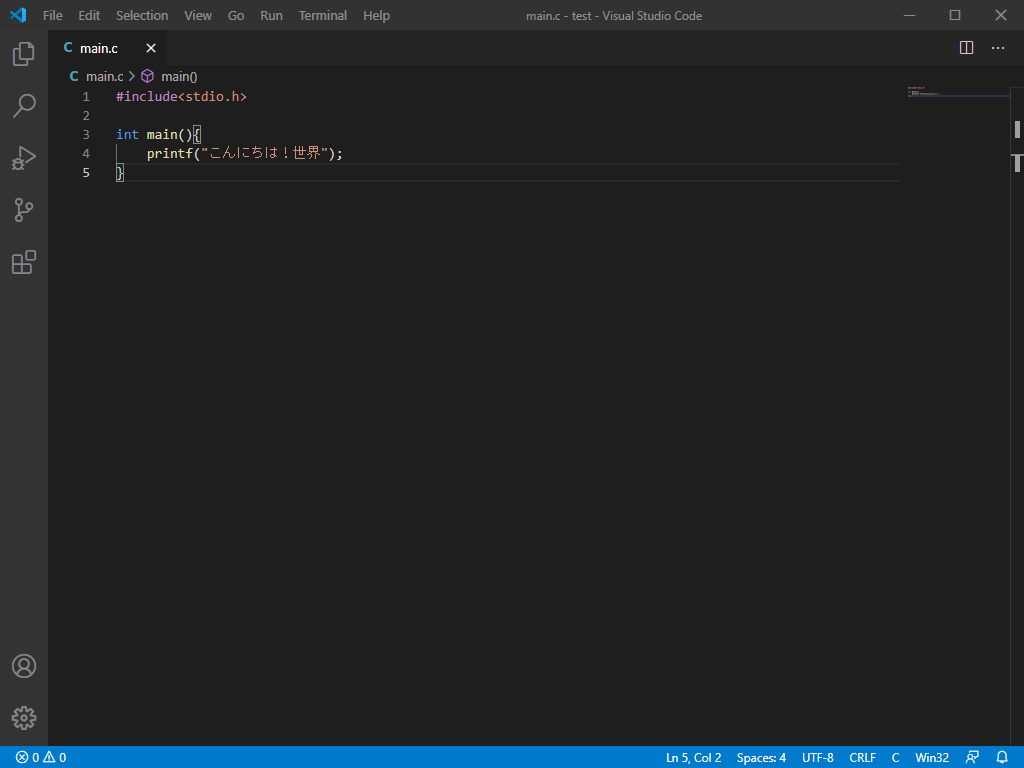 File Edit Selection View Go Run Terminal Help main.c - test - Visual Studio Code
C main.c
C main.c > main()
1 #include<stdio.h>
2
3 int main(){
4 printf("こんにちは！世界");
5 }
0 0 Ln 5, Col 2 Spaces: 4 UTF-8 CRLF C Win32